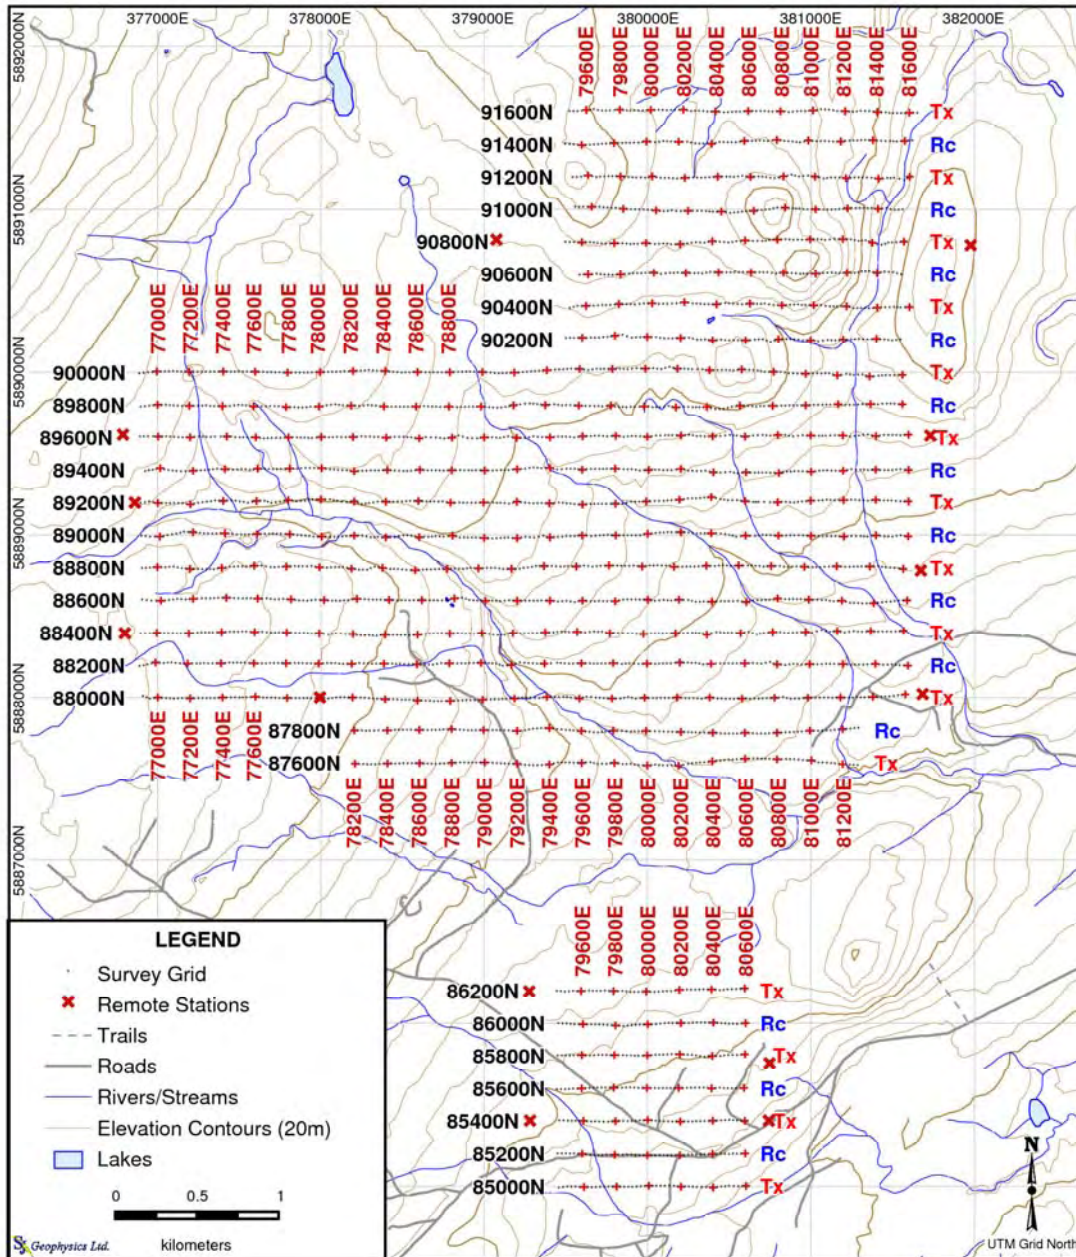 377000E 378000E 379000E 380000E 381000E 382000E
5892000N
79600E 79800E 80000E 80200E 80400E 80600E 80800E 81000E 81200E 81400E 81600E
91600N Tx
91400N Rc
91200N Tx
5891000N
91000N Rc
90800N Tx
90600N Rc
77000E 77200E 77400E 77600E 77800E 78000E 78200E 78400E 78600E 78800E
90400N Tx
90200N Rc
5890000N
90000N Tx
89800N Rc
89600N Tx
89400N Rc
89200N Tx
5889000N
89000N Rc
88800N Tx
88600N Rc
88400N Tx
88200N Rc
5888000N
88000N Tx
77000E 77200E 77400E 77600E
87800N Rc
87600N Tx
78200E 78400E 78600E 78800E 79000E 79200E 79400E 79600E 79800E 80000E 80200E 80400E 80600E 80800E 81000E 81200E
5887000N
79600E 79800E 80000E 80200E 80400E 80600E
86200N Tx
86000N Rc
85800N Tx
85600N Rc
85400N Tx
85200N Rc
85000N Tx
LEGEND
Survey Grid
Remote Stations
Trails
Roads
Rivers/Streams
Elevation Contours (20m)
Lakes
0 0.5 1
kilometers
SJ Geophysics Ltd.
N
UTM Grid North